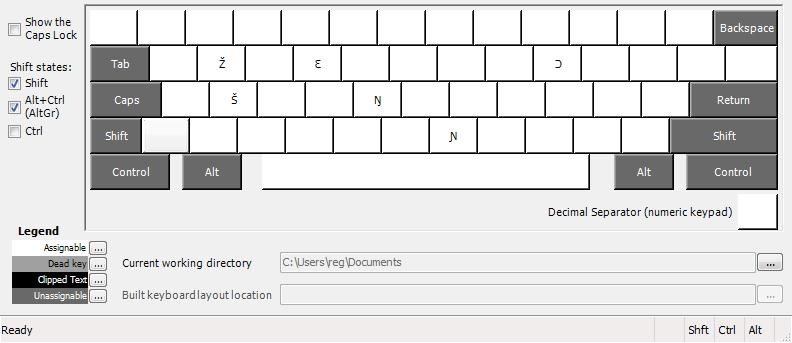 Show the
Caps Lock
Shift states:
Shift
Alt+Ctrl
(AltGr)
Ctrl
Backspace
Tab Ž Ɛ Ɔ
Caps Š Ŋ Return
Shift Ɲ Shift
Control Alt Alt Control
Decimal Separator (numeric keypad)
Legend
Assignable ...
Dead key ...
Clipped Text ...
Unassignable ...
Current working directory C:\Users\reg\Documents ...
Built keyboard layout location ...
Ready Shft Ctrl Alt